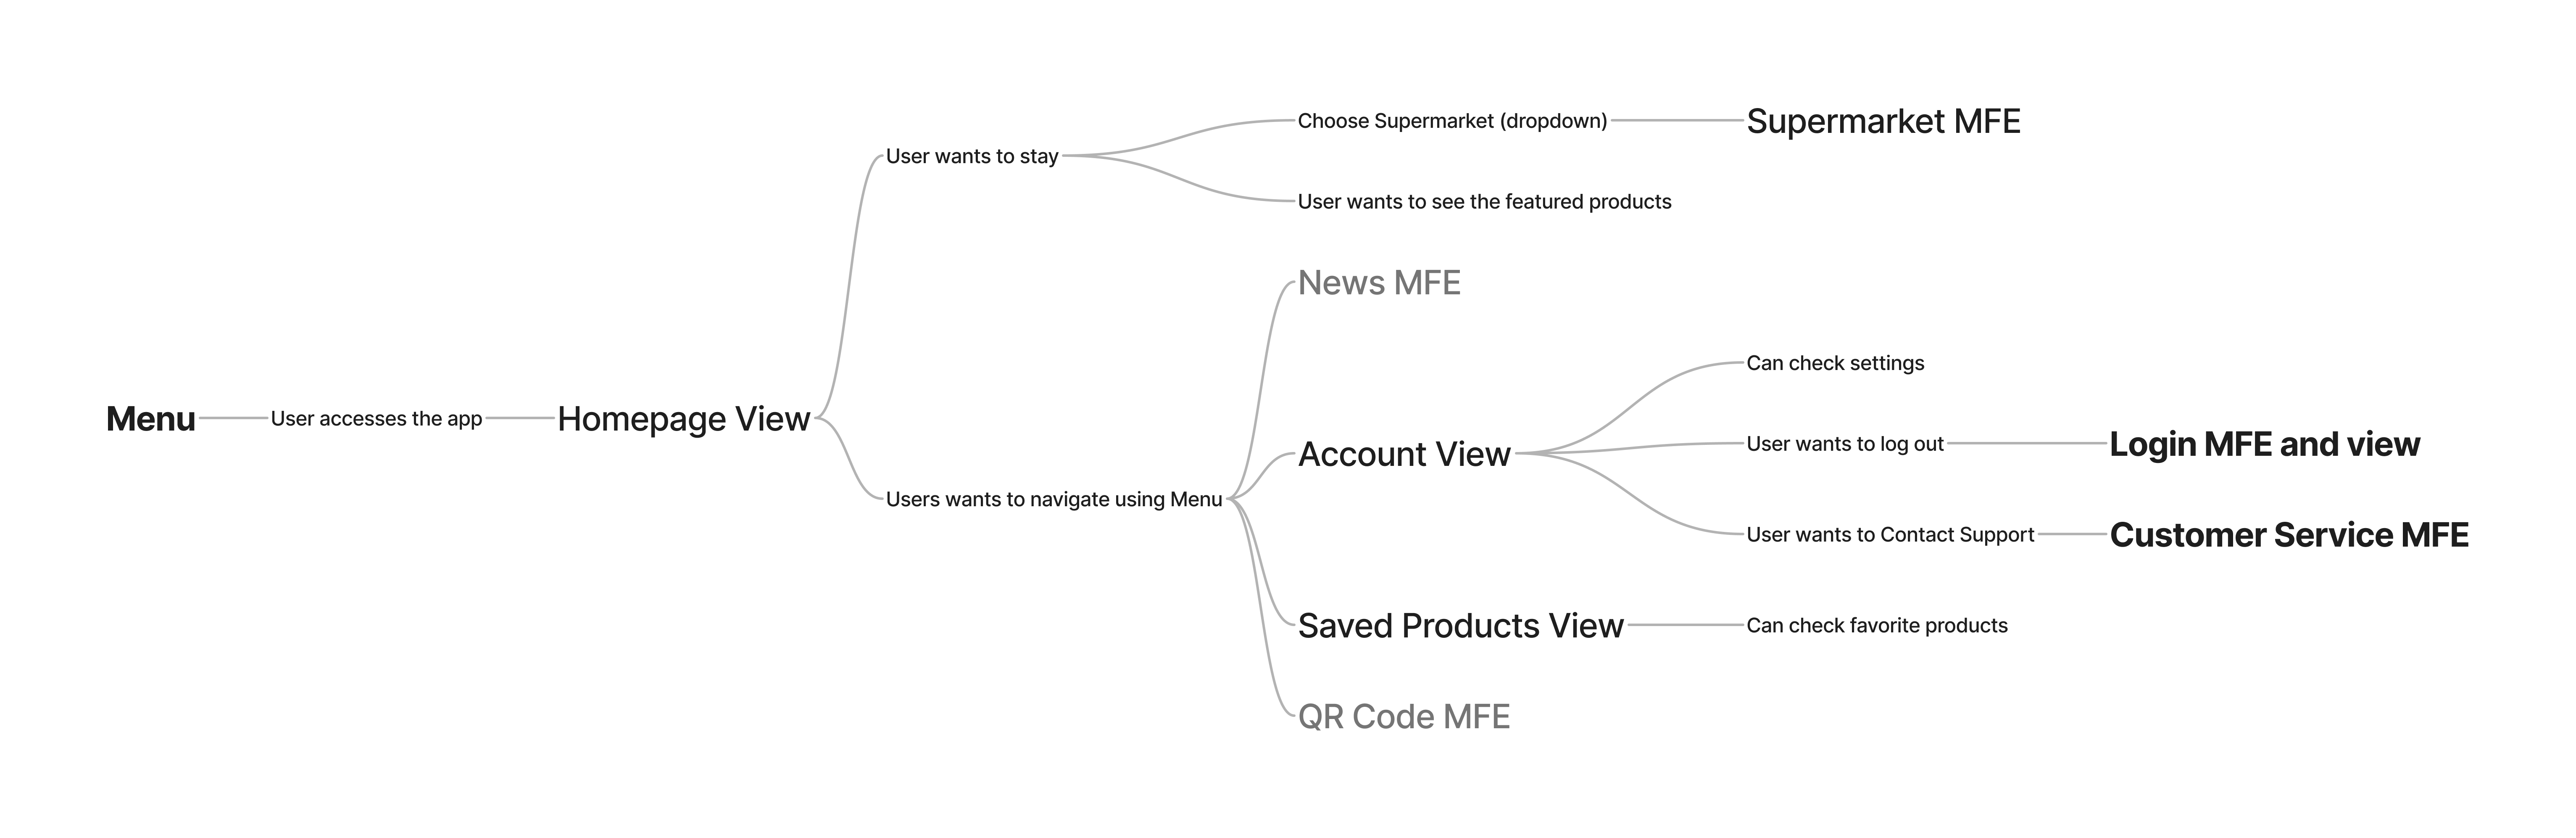 Menu
User accesses the app
Homepage View
User wants to stay
Choose Supermarket (dropdown)
Supermarket MFE
User wants to see the featured products
Users wants to navigate using Menu
News MFE
Account View
Can check settings
User wants to log out
Login MFE and view
User wants to Contact Support
Customer Service MFE
Saved Products View
Can check favorite products
QR Code MFE